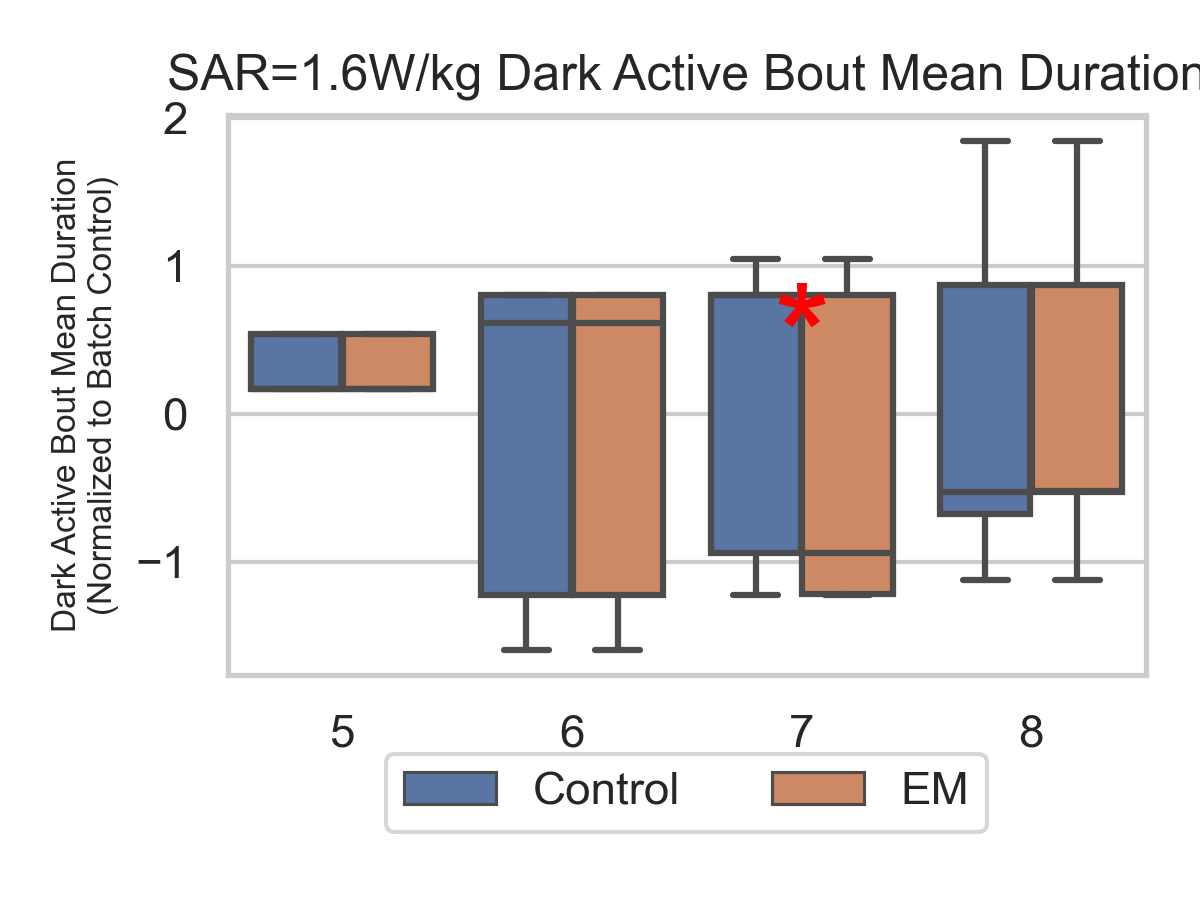 SAR=1.6W/kg Dark Active Bout Mean Duration
Dark Active Bout Mean Duration
(Normalized to Batch Control)
2
1
0
−1
*
5
6
7
8
Control
EM